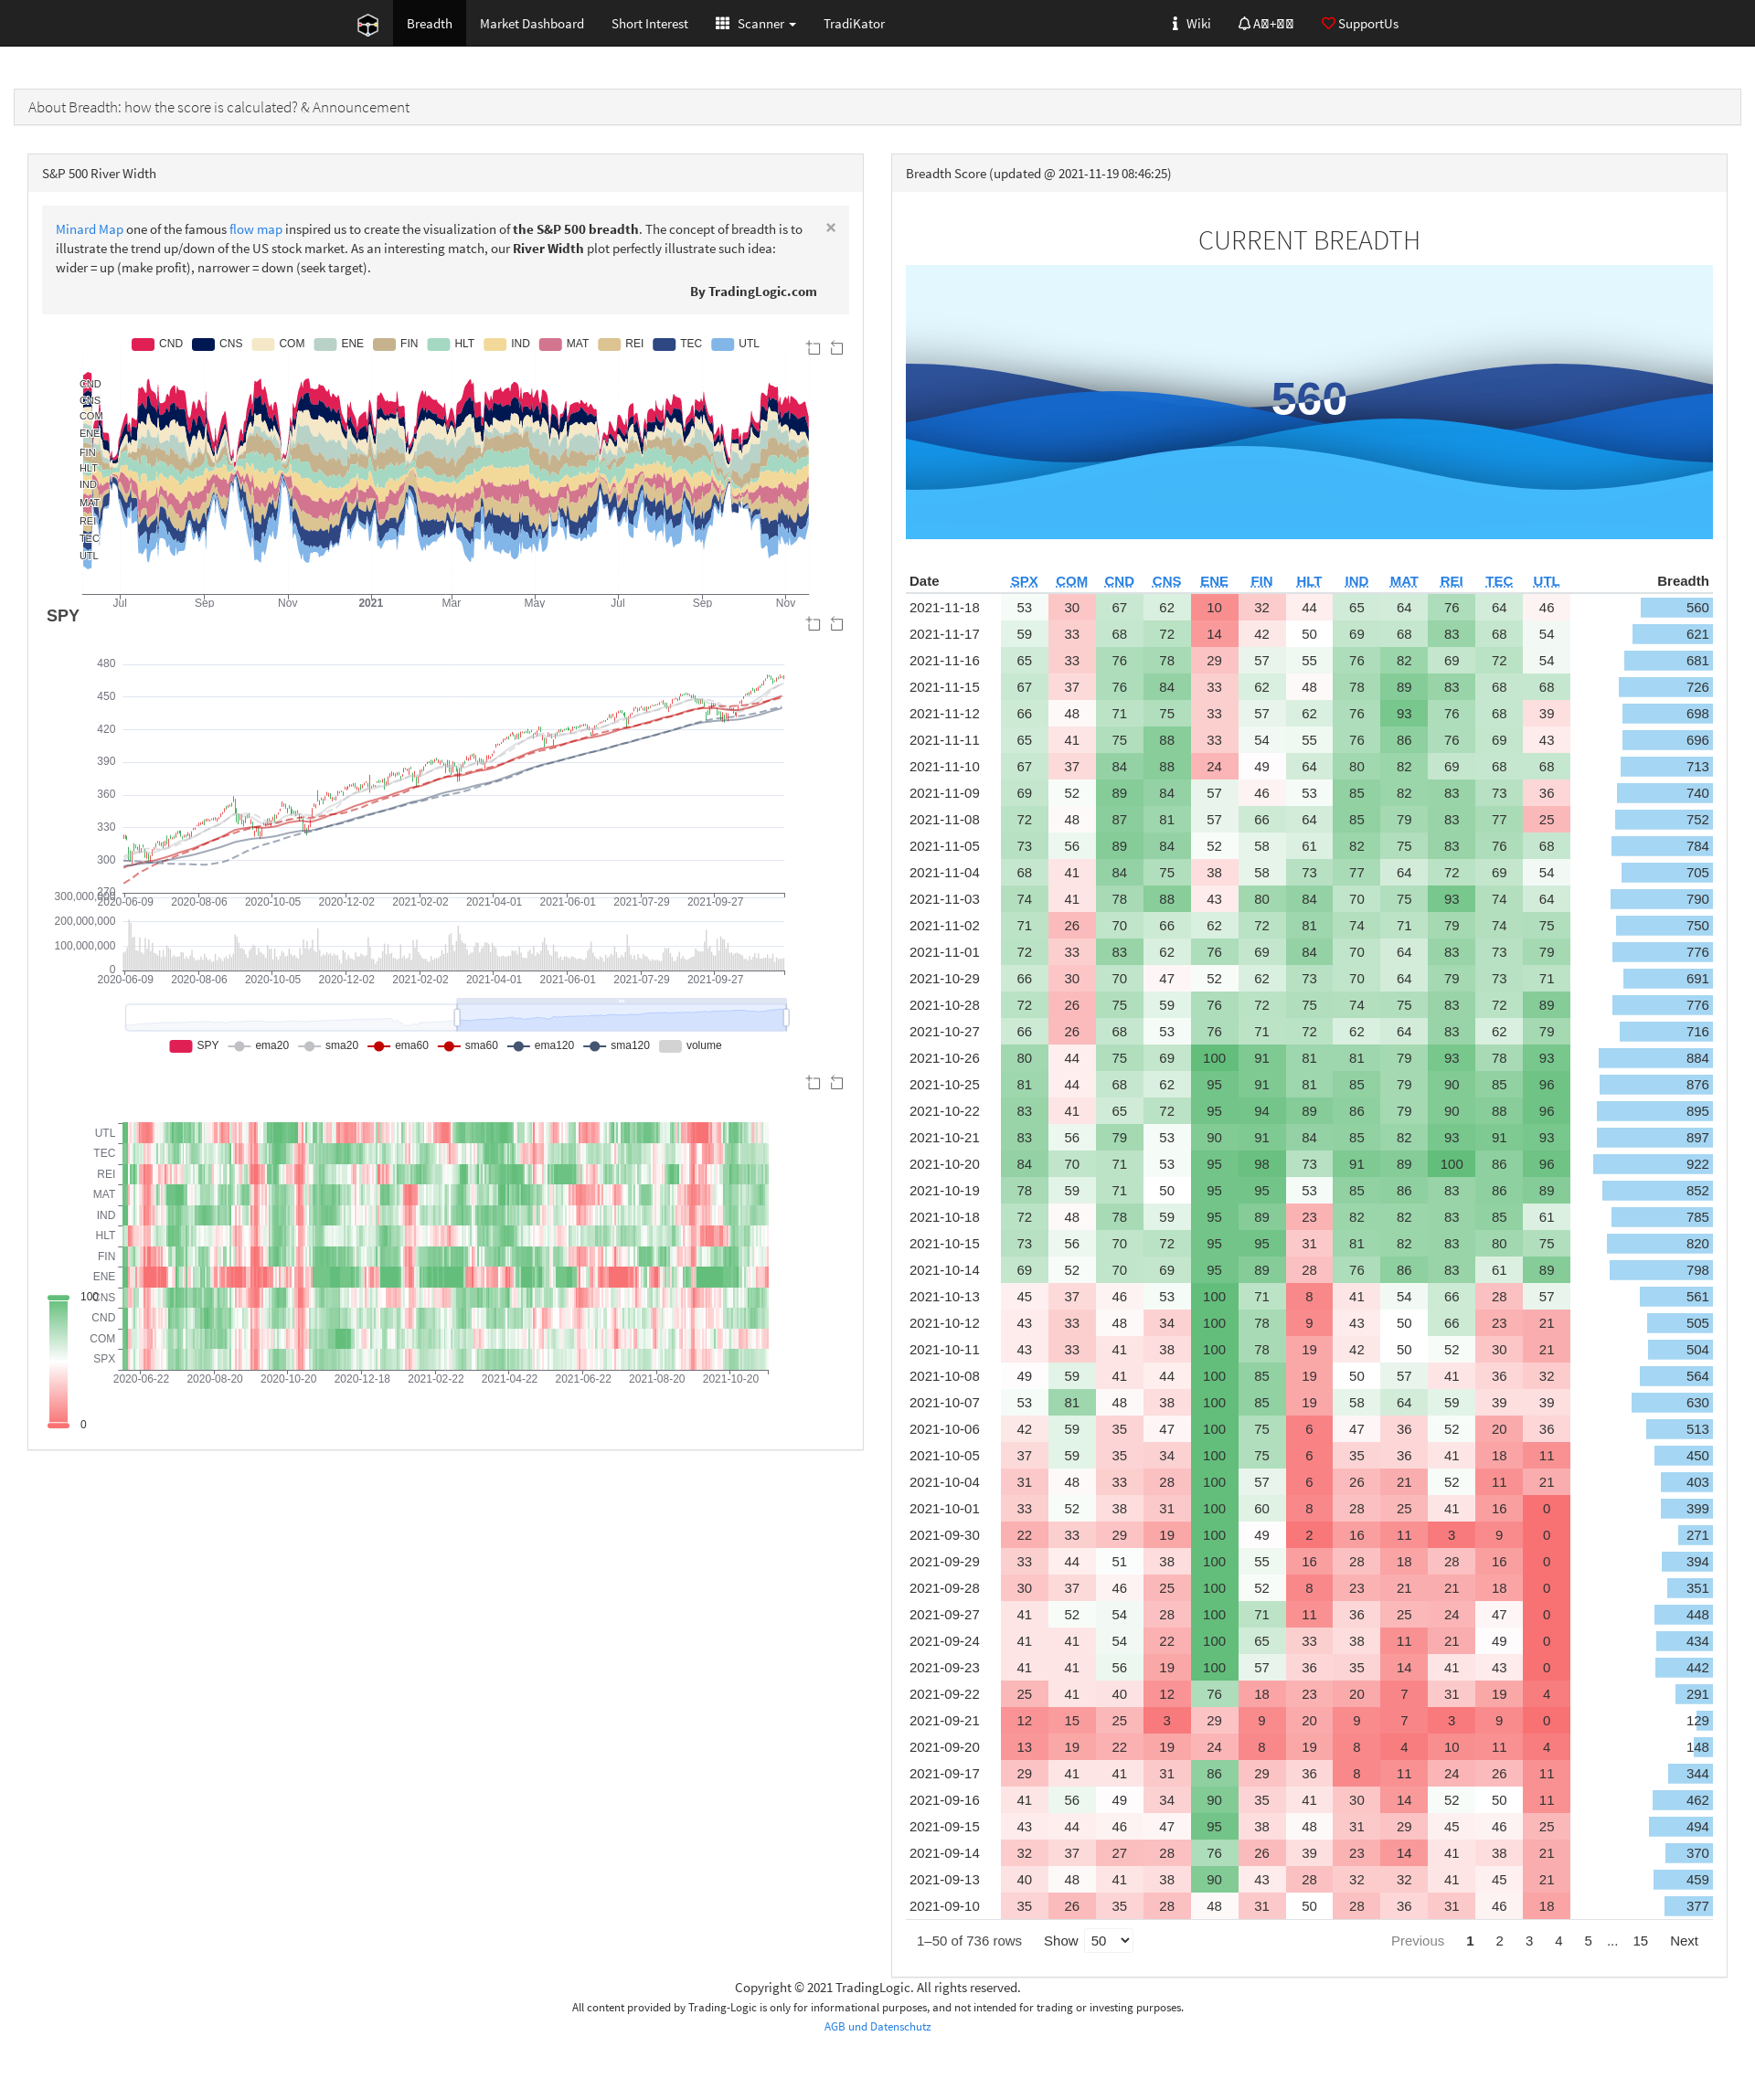 Breadth Market Dashboard Short Interest Scanner TradiKator Wiki SupportUs
About Breadth: how the score is calculated? & Announcement
S&P 500 River Width
Minard Map one of the famous flow map inspired us to create the visualization of the S&P 500 breadth. The concept of breadth is to
illustrate the trend up/down of the US stock market. As an interesting match, our River Width plot perfectly illustrate such idea:
wider = up (make profit), narrower = down (seek target).
×
By TradingLogic.com
CND CNS COM ENE FIN HLT IND MAT REI TEC UTL
CND
CNS
COM
ENE
FIN
HLT
IND
MAT
REI
TEC
UTL
Jul Sep Nov 2021 Mar May Jul Sep Nov
SPY
480
450
420
390
360
330
300
270
2020-06-09 2020-08-06 2020-10-05 2020-12-02 2021-02-02 2021-04-01 2021-06-01 2021-07-29 2021-09-27
300,000,000
200,000,000
100,000,000
0
2020-06-09 2020-08-06 2020-10-05 2020-12-02 2021-02-02 2021-04-01 2021-06-01 2021-07-29 2021-09-27
SPY ema20 sma20 ema60 sma60 ema120 sma120 volume
UTL
TEC
REI
MAT
IND
HLT
FIN
ENE
CNS
CND
COM
SPX
2020-06-22 2020-08-20 2020-10-20 2020-12-18 2021-02-22 2021-04-22 2021-06-22 2021-08-20 2021-10-20
100
0
Breadth Score (updated @ 2021-11-19 08:46:25)
CURRENT BREADTH
560
Date SPX COM CND CNS ENE FIN HLT IND MAT REI TEC UTL Breadth
2021-11-18 53 30 67 62 10 32 44 65 64 76 64 46 560
2021-11-17 59 33 68 72 14 42 50 69 68 83 68 54 621
2021-11-16 65 33 76 78 29 57 55 76 82 69 72 54 681
2021-11-15 67 37 76 84 33 62 48 78 89 83 68 68 726
2021-11-12 66 48 71 75 33 57 62 76 93 76 68 39 698
2021-11-11 65 41 75 88 33 54 55 76 86 76 69 43 696
2021-11-10 67 37 84 88 24 49 64 80 82 69 68 68 713
2021-11-09 69 52 89 84 57 46 53 85 82 83 73 36 740
2021-11-08 72 48 87 81 57 66 64 85 79 83 77 25 752
2021-11-05 73 56 89 84 52 58 61 82 75 83 76 68 784
2021-11-04 68 41 84 75 38 58 73 77 64 72 69 54 705
2021-11-03 74 41 78 88 43 80 84 70 75 93 74 64 790
2021-11-02 71 26 70 66 62 72 81 74 71 79 74 75 750
2021-11-01 72 33 83 62 76 69 84 70 64 83 73 79 776
2021-10-29 66 30 70 47 52 62 73 70 64 79 73 71 691
2021-10-28 72 26 75 59 76 72 75 74 75 83 72 89 776
2021-10-27 66 26 68 53 76 71 72 62 64 83 62 79 716
2021-10-26 80 44 75 69 100 91 81 81 79 93 78 93 884
2021-10-25 81 44 68 62 95 91 81 85 79 90 85 96 876
2021-10-22 83 41 65 72 95 94 89 86 79 90 88 96 895
2021-10-21 83 56 79 53 90 91 84 85 82 93 91 93 897
2021-10-20 84 70 71 53 95 98 73 91 89 100 86 96 922
2021-10-19 78 59 71 50 95 95 53 85 86 83 86 89 852
2021-10-18 72 48 78 59 95 89 23 82 82 83 85 61 785
2021-10-15 73 56 70 72 95 95 31 81 82 83 80 75 820
2021-10-14 69 52 70 69 95 89 28 76 86 83 61 89 798
2021-10-13 45 37 46 53 100 71 8 41 54 66 28 57 561
2021-10-12 43 33 48 34 100 78 9 43 50 66 23 21 505
2021-10-11 43 33 41 38 100 78 19 42 50 52 30 21 504
2021-10-08 49 59 41 44 100 85 19 50 57 41 36 32 564
2021-10-07 53 81 48 38 100 85 19 58 64 59 39 39 630
2021-10-06 42 59 35 47 100 75 6 47 36 52 20 36 513
2021-10-05 37 59 35 34 100 75 6 35 36 41 18 11 450
2021-10-04 31 48 33 28 100 57 6 26 21 52 11 21 403
2021-10-01 33 52 38 31 100 60 8 28 25 41 16 0 399
2021-09-30 22 33 29 19 100 49 2 16 11 3 9 0 271
2021-09-29 33 44 51 38 100 55 16 28 18 28 16 0 394
2021-09-28 30 37 46 25 100 52 8 23 21 21 18 0 351
2021-09-27 41 52 54 28 100 71 11 36 25 24 47 0 448
2021-09-24 41 41 54 22 100 65 33 38 11 21 49 0 434
2021-09-23 41 41 56 19 100 57 36 35 14 41 43 0 442
2021-09-22 25 41 40 12 76 18 23 20 7 31 19 4 291
2021-09-21 12 15 25 3 29 9 20 9 7 3 9 0 129
2021-09-20 13 19 22 19 24 8 19 8 4 10 11 4 148
2021-09-17 29 41 41 31 86 29 36 8 11 24 26 11 344
2021-09-16 41 56 49 34 90 35 41 30 14 52 50 11 462
2021-09-15 43 44 46 47 95 38 48 31 29 45 46 25 494
2021-09-14 32 37 27 28 76 26 39 23 14 41 38 21 370
2021-09-13 40 48 41 38 90 43 28 32 32 41 45 21 459
2021-09-10 35 26 35 28 48 31 50 28 36 31 46 18 377
1–50 of 736 rows Show 50 Previous 1 2 3 4 5 ... 15 Next
Copyright © 2021 TradingLogic. All rights reserved.
All content provided by Trading-Logic is only for informational purposes, and not intended for trading or investing purposes.
AGB und Datenschutz